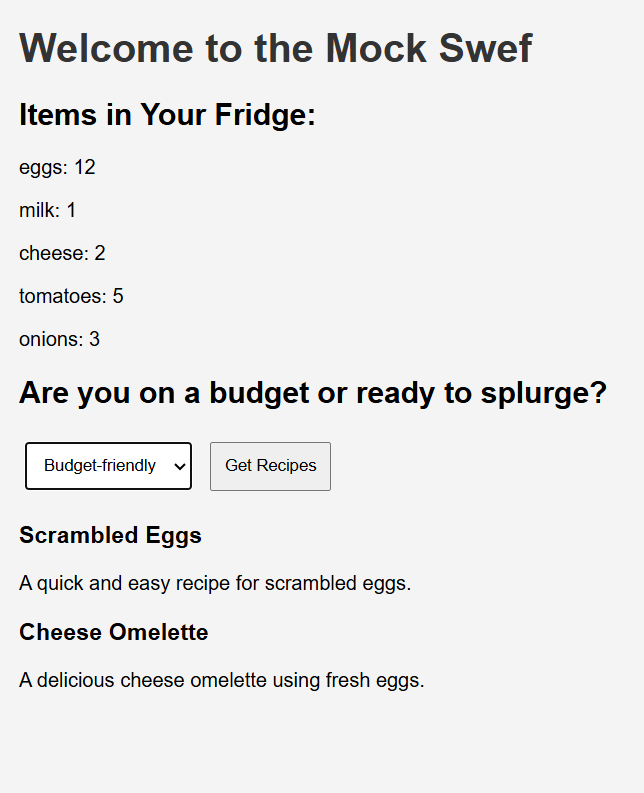 Welcome to the Mock Swef
Items in Your Fridge:
eggs: 12
milk: 1
cheese: 2
tomatoes: 5
onions: 3
Are you on a budget or ready to splurge?
Budget-friendly Get Recipes
Scrambled Eggs
A quick and easy recipe for scrambled eggs.
Cheese Omelette
A delicious cheese omelette using fresh eggs.